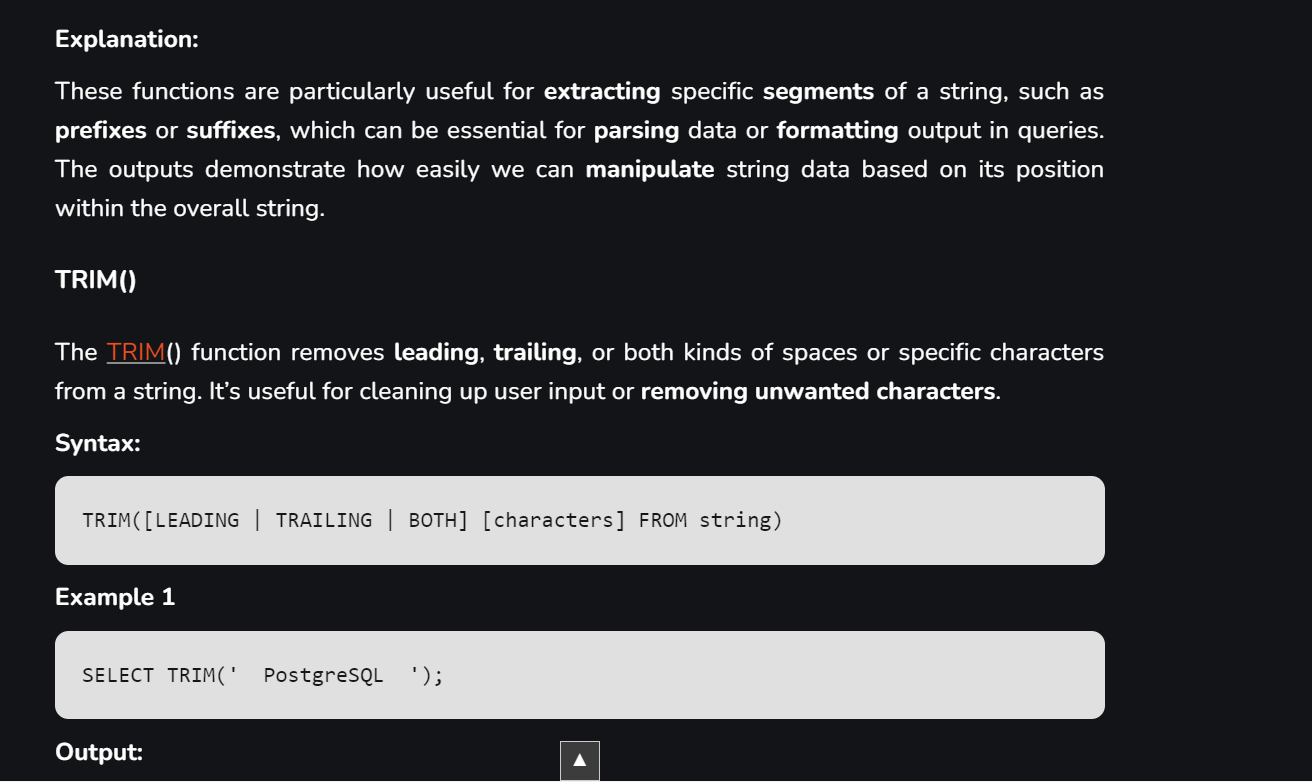 Explanation:
These functions are particularly useful for extracting specific segments of a string, such as
prefixes or suffixes, which can be essential for parsing data or formatting output in queries.
The outputs demonstrate how easily we can manipulate string data based on its position
within the overall string.
TRIM()
The TRIM() function removes leading, trailing, or both kinds of spaces or specific characters
from a string. It’s useful for cleaning up user input or removing unwanted characters.
Syntax:
TRIM([LEADING | TRAILING | BOTH] [characters] FROM string)
Example 1
SELECT TRIM('  PostgreSQL  ');
Output: